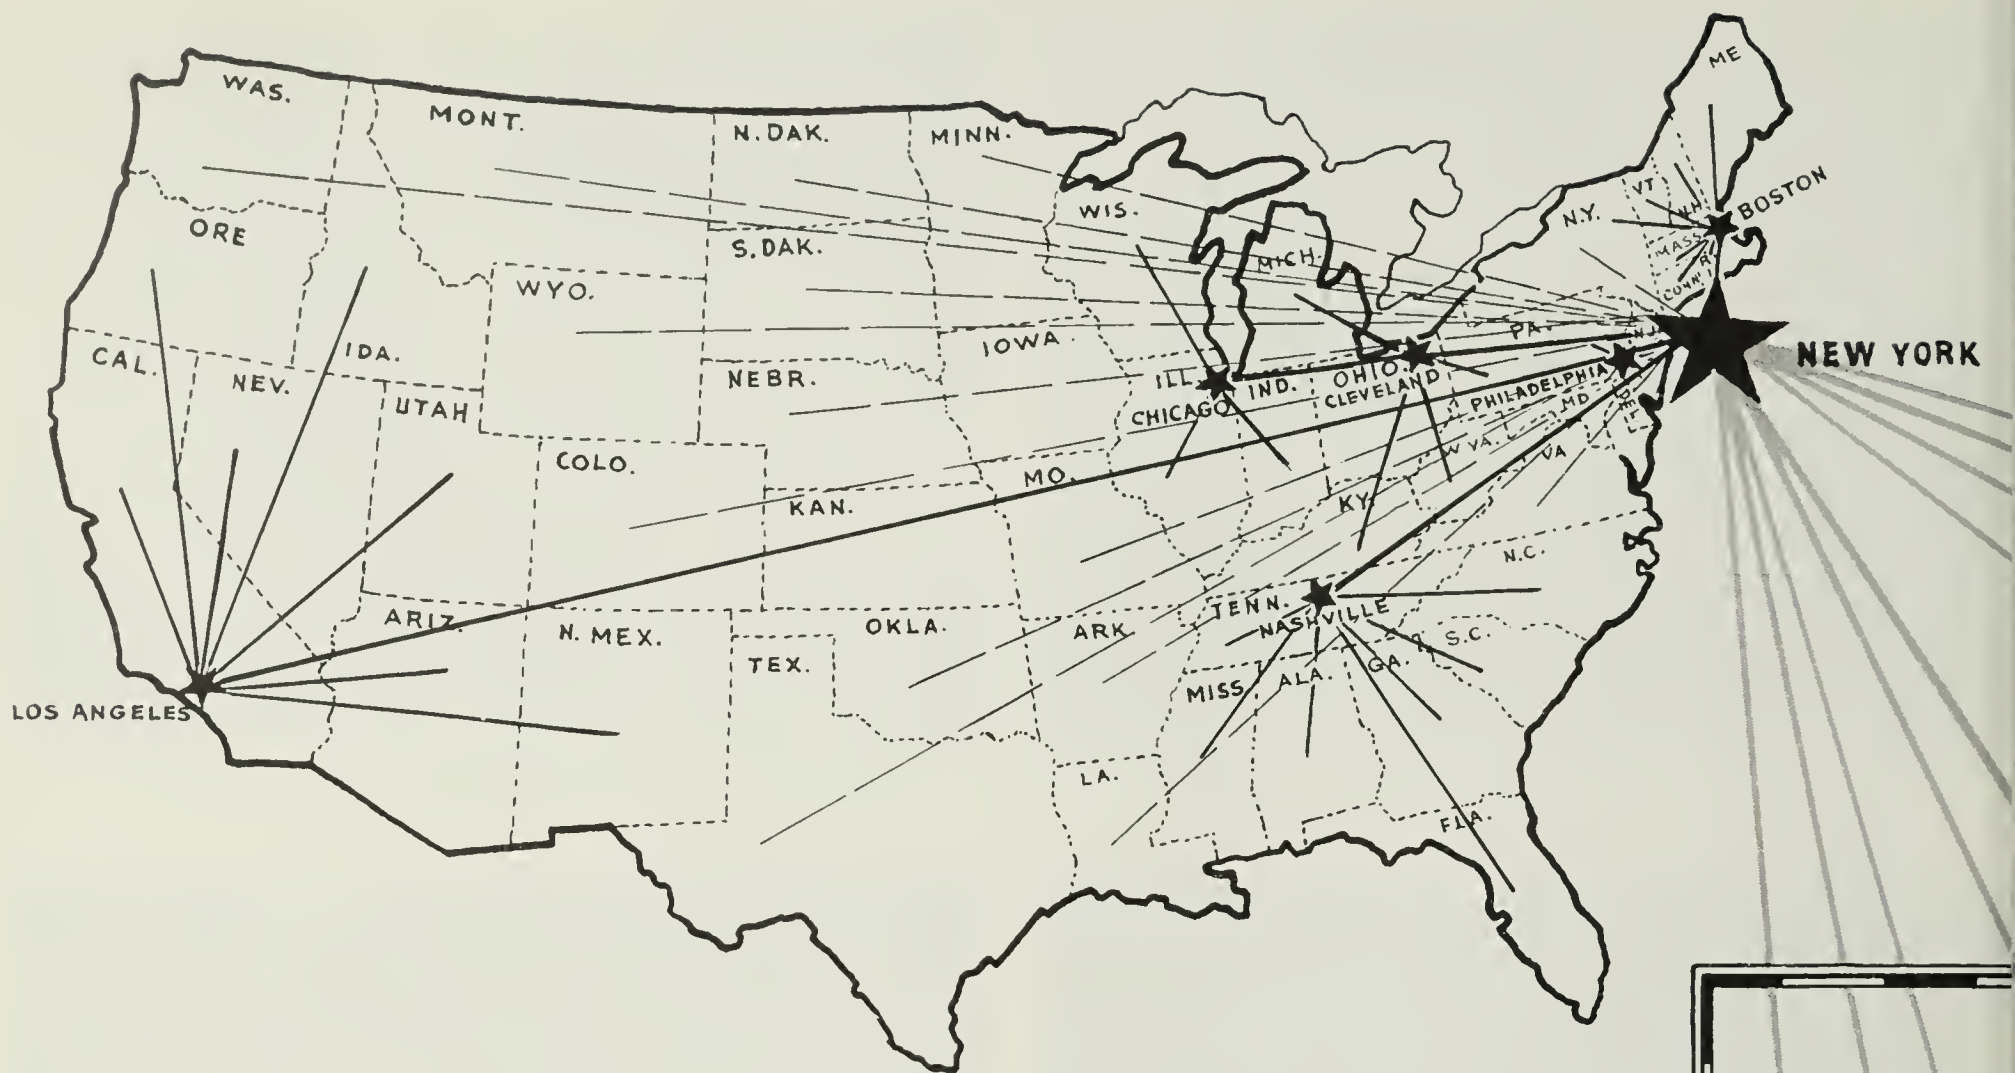 ME
WAS.
MONT.
N. DAK.
MINN.
VT
BOSTON
WIS.
N.H
N.Y.
ORE
S. DAK.
MASS
MICH.
R
CONN.
WYO.
PA.
N J
IOWA
NEW YORK
CAL.
IDA.
NEV.
NEBR.
ILL
IND.
OHIO.
CLEVELAND
PHILADELPHIA
UTAH
CHICAGO
MD
DEL
W VA.
VA
COLO.
MO.
KAN.
KY.
N.C.
ARIZ.
N. MEX.
OKLA.
ARK
TENN.
NASHVILLE
S.C.
TEX.
GA.
MISS
ALA.
LOS ANGELES
LA.
FLA.